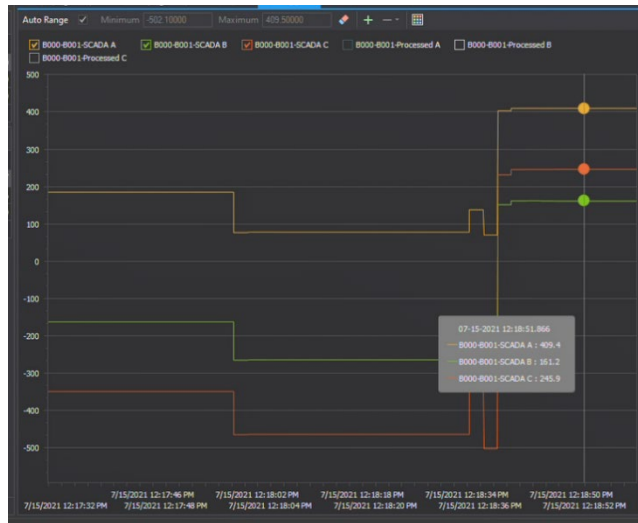 Auto Range Minimum -502.10000 Maximum 409.50000
B000-B001-SCADA A B000-B001-SCADA B B000-B001-SCADA C B000-B001-Processed A B000-B001-Processed B
B000-B001-Processed C
500
400
300
200
100
0
-100
-200
-300
-400
-500
07-15-2021 12:18:51.866
B000-B001-SCADA A : 409.4
B000-B001-SCADA B : 161.2
B000-B001-SCADA C : 245.9
7/15/2021 12:17:46 PM 7/15/2021 12:18:02 PM 7/15/2021 12:18:18 PM 7/15/2021 12:18:34 PM 7/15/2021 12:18:50 PM
7/15/2021 12:17:32 PM 7/15/2021 12:17:48 PM 7/15/2021 12:18:04 PM 7/15/2021 12:18:20 PM 7/15/2021 12:18:36 PM 7/15/2021 12:18:52 PM